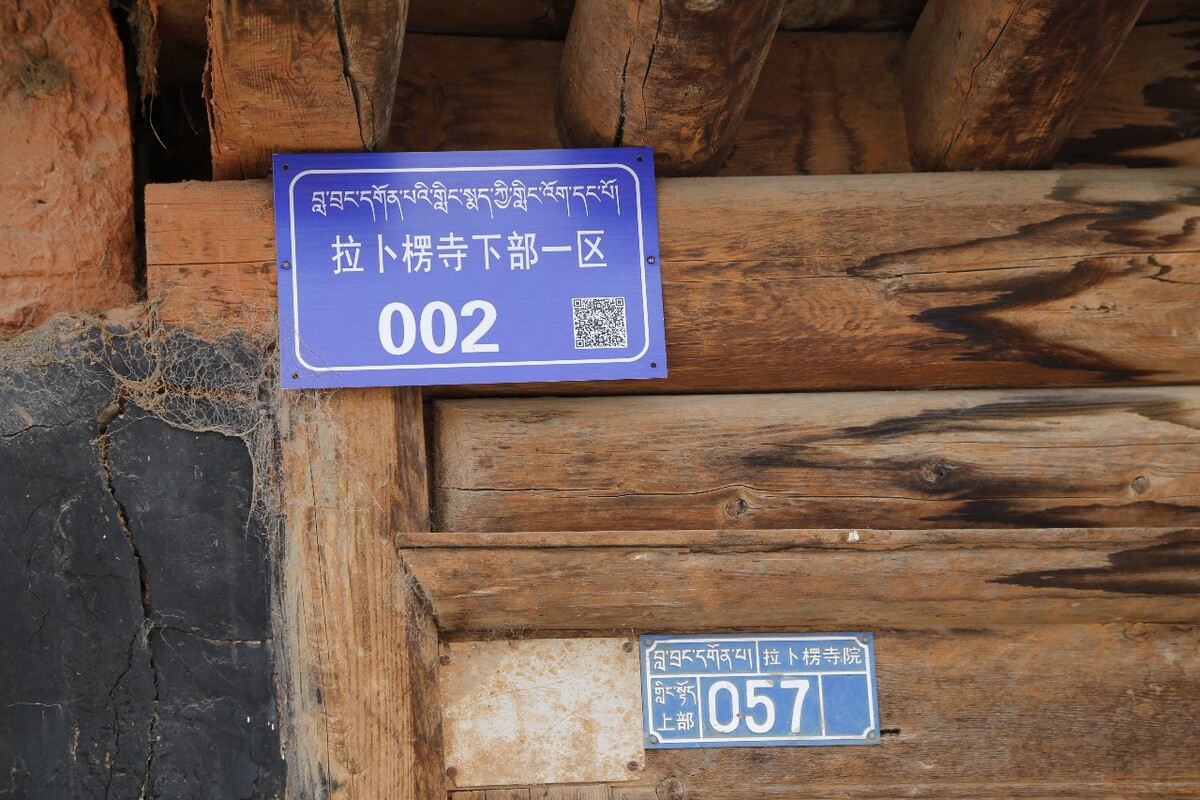 བླ་བྲང་དགོན་པའི་གླིང་སྨད་ཀྱི་གླིང་འོག་དང་པོ།
拉卜楞寺下部一区
002
བླ་བྲང་དགོན་པ། 拉卜楞寺院
གླིང་སྟོད 057
上部